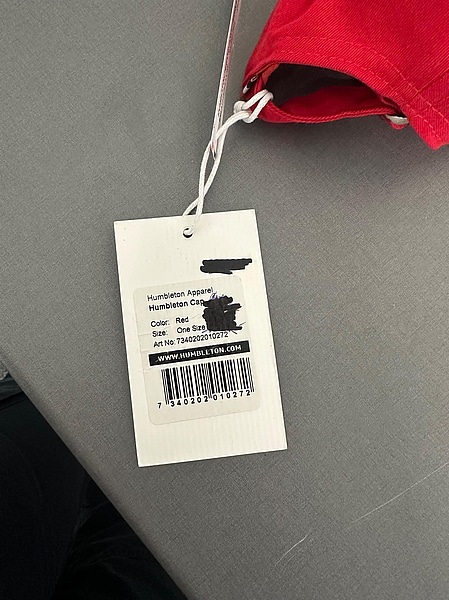 Humbleton Apparel
Humbleton Cap
Color: Red
Size: One Size
Art No: 7340202010272
WWW.HUMBLETON.COM
7 340202 010272